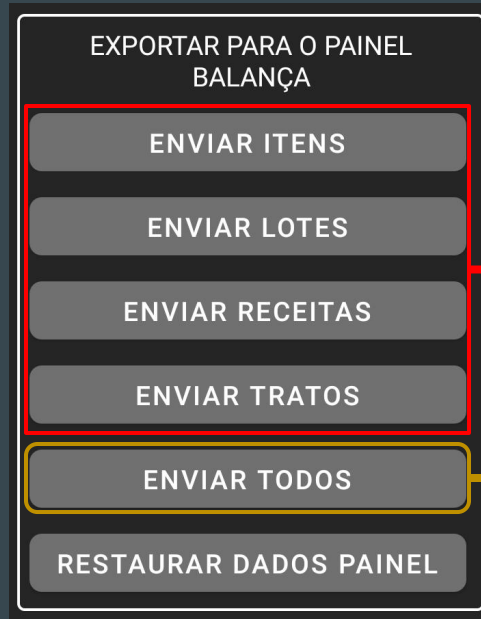 EXPORTAR PARA O PAINEL
BALANÇA
ENVIAR ITENS
ENVIAR LOTES
ENVIAR RECEITAS
ENVIAR TRATOS
ENVIAR TODOS
RESTAURAR DADOS PAINEL